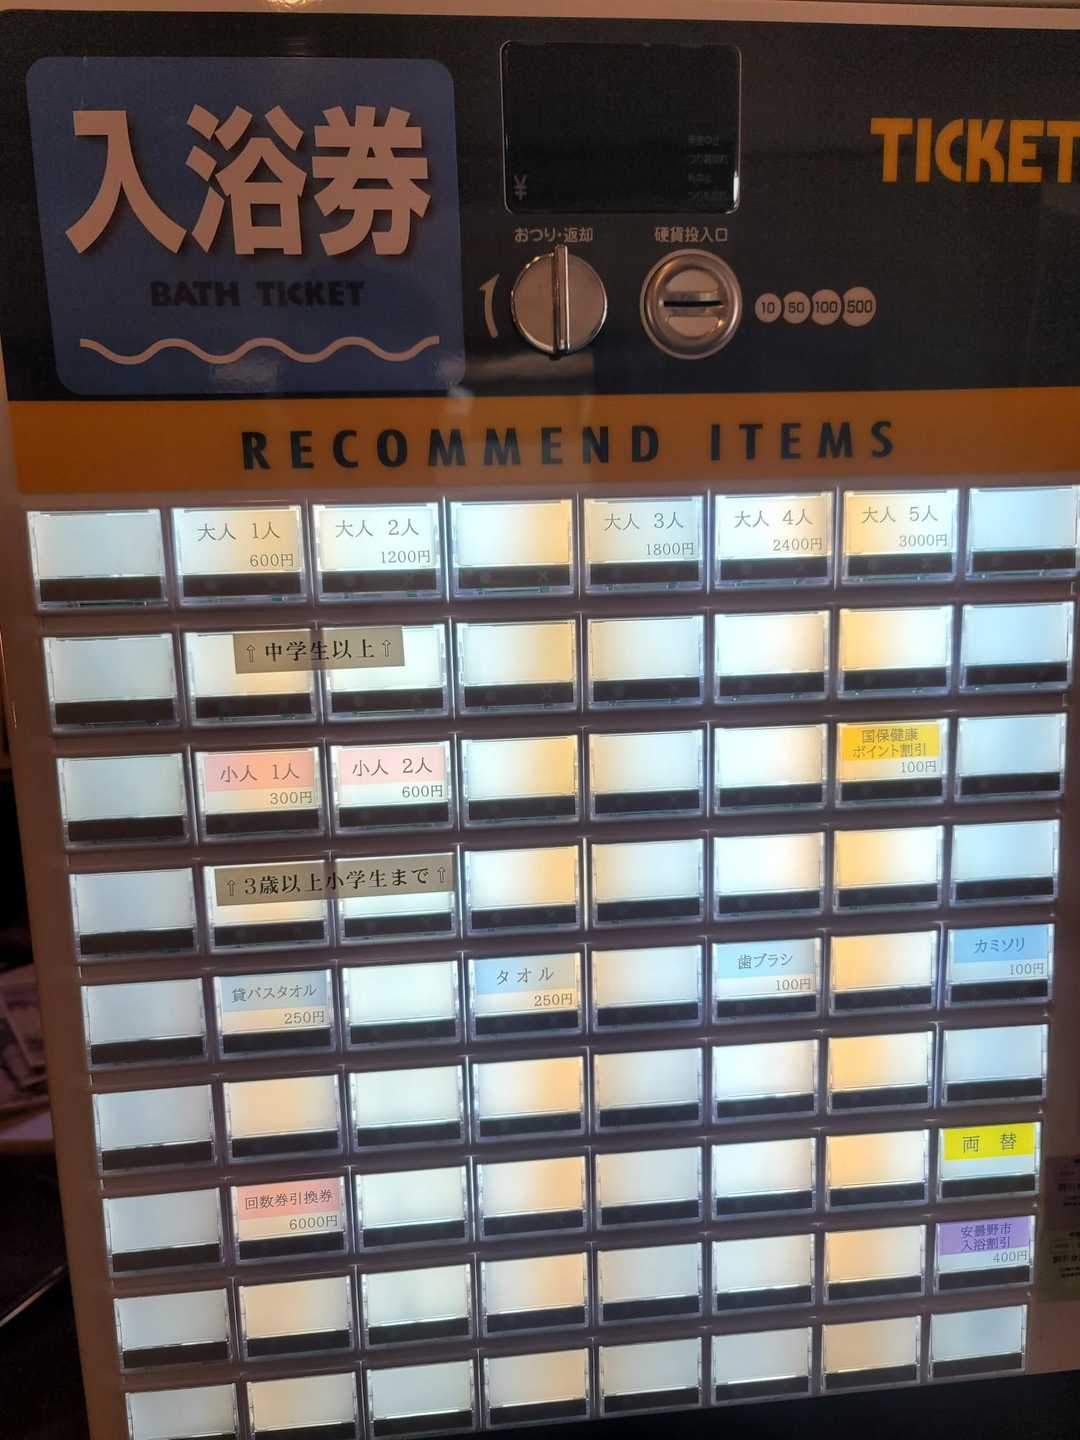 入浴券
BATH TICKET
¥
おつり・返却
硬貨投入口
10 50 100 500
TICKET
RECOMMEND ITEMS
大人 1人
600円
大人 2人
1200円
大人 3人
1800円
大人 4人
2400円
大人 5人
3000円
⇧中学生以上⇧
小人 1人
300円
小人 2人
600円
国保健康
ポイント割引
100円
⇧3歳以上小学生まで⇧
貸バスタオル
250円
タオル
250円
歯ブラシ
100円
カミソリ
100円
両 替
回数券引換券
6000円
安曇野市
入浴割引
400円